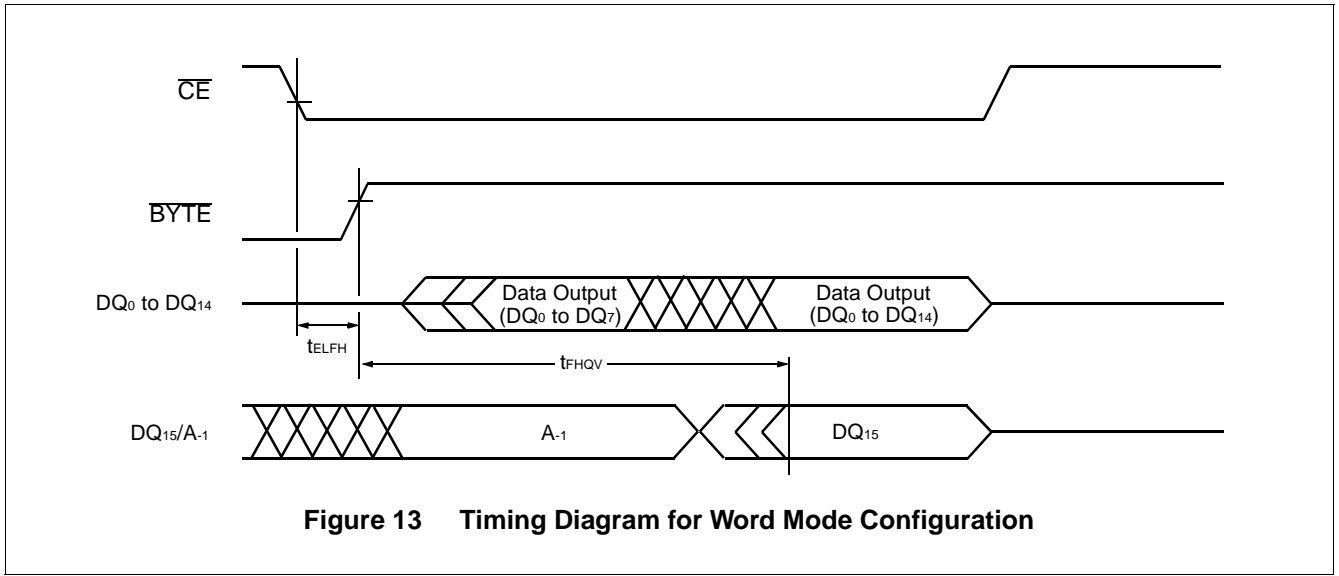 CE
BYTE
DQ0 to DQ14
Data Output
(DQ0 to DQ7)
Data Output
(DQ0 to DQ14)
tELFH
tFHQV
DQ15/A-1
A-1
DQ15
Figure 13 Timing Diagram for Word Mode Configuration